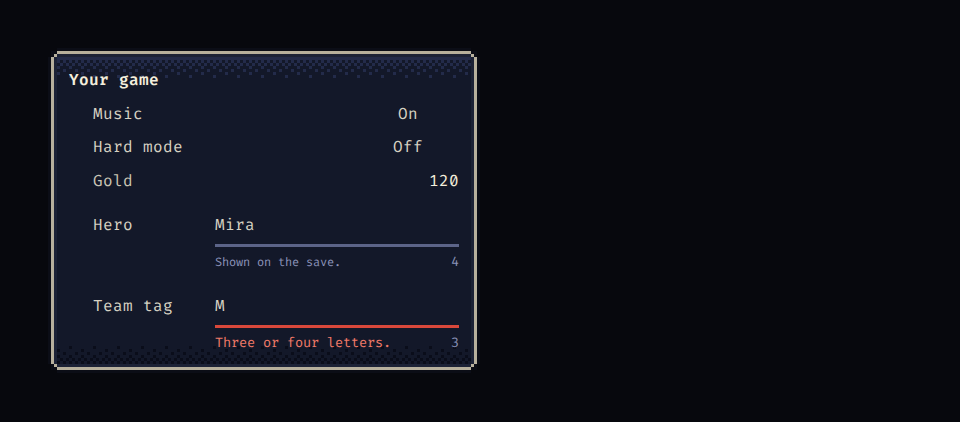 Your game
Music On
Hard mode Off
Gold 120
Hero Mira
Shown on the save. 4
Team tag M
Three or four letters. 3